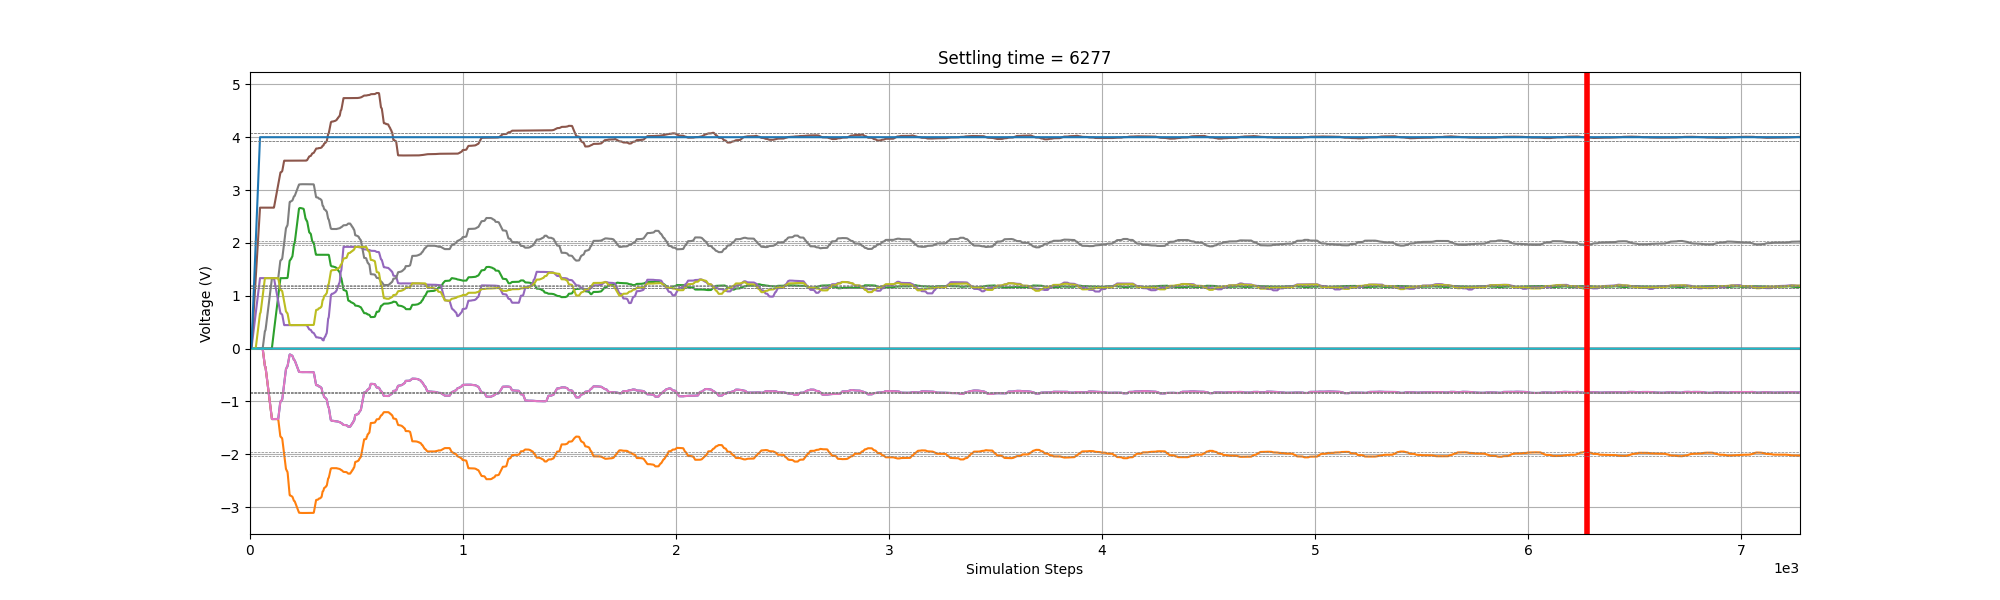 Settling time = 6277
Voltage (V)
5
4
3
2
1
0
−1
−2
−3
0 1 2 3 4 5 6 7
1e3
Simulation Steps